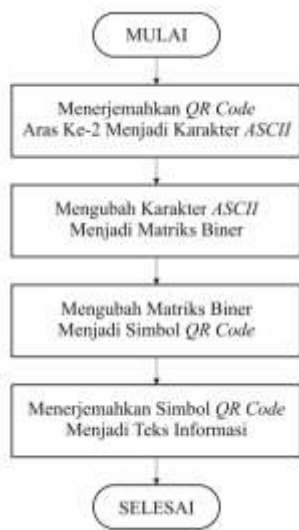 MULAI
Menerjemahkan QR Code
Aras Ke-2 Menjadi Karakter ASCII
Mengubah Karakter ASCII
Menjadi Matriks Biner
Mengubah Matriks Biner
Menjadi Simbol QR Code
Menerjemahkan Simbol QR Code
Menjadi Teks Informasi
SELESAI